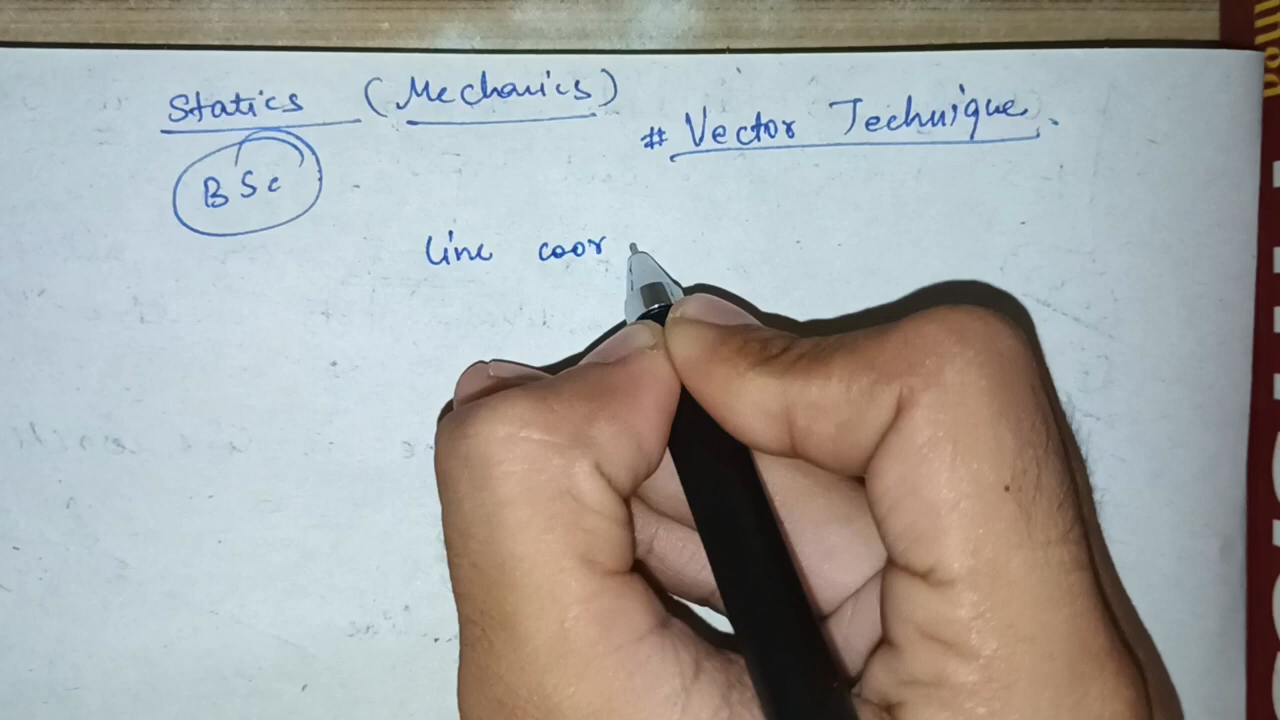 Statics (Mechanics)
# Vector Technique.
BSc
line coor